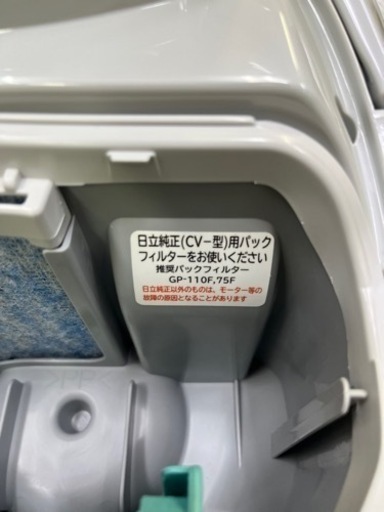 日立純正(CV-型)用パック
フィルターをお使いください
推奨パックフィルター
GP-110F,75F
日立純正以外のものは、モーター等の
故障の原因となることがあります